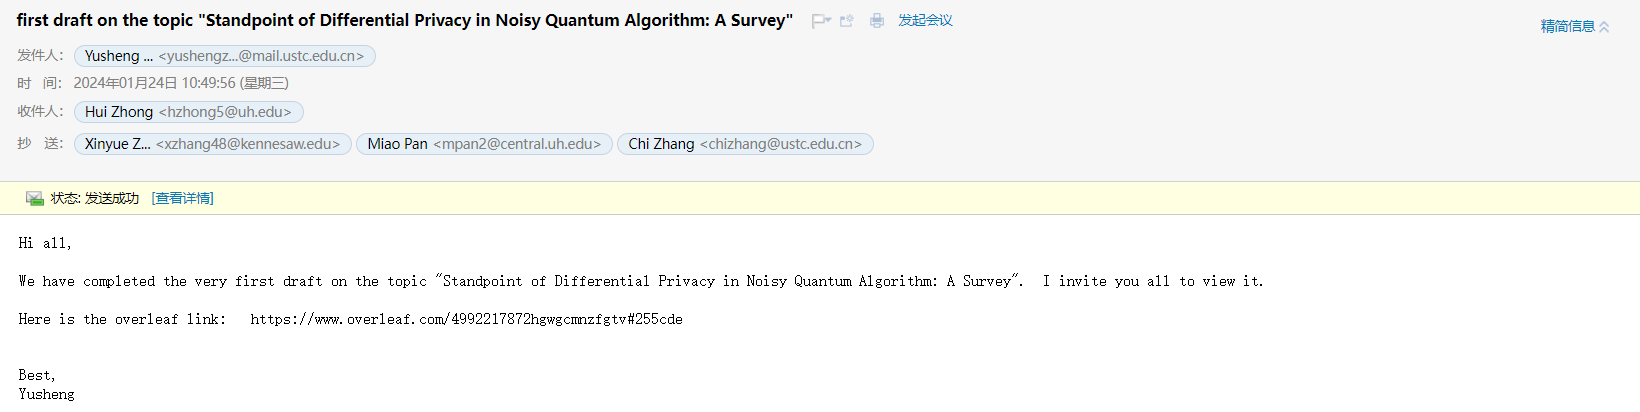 first draft on the topic "Standpoint of Differential Privacy in Noisy Quantum Algorithm: A Survey" 发起会议
精简信息
发件人: Yusheng ... <yushengz...@mail.ustc.edu.cn>
时 间: 2024年01月24日 10:49:56 (星期三)
收件人: Hui Zhong <hzhong5@uh.edu>
抄 送: Xinyue Z... <xzhang48@kennesaw.edu> Miao Pan <mpan2@central.uh.edu> Chi Zhang <chizhang@ustc.edu.cn>
状态: 发送成功 [查看详情]
Hi all,
We have completed the very first draft on the topic "Standpoint of Differential Privacy in Noisy Quantum Algorithm: A Survey". I invite you all to view it.
Here is the overleaf link: https://www.overleaf.com/4992217872hgwgcmnzfgtv#255cde
Best,
Yusheng